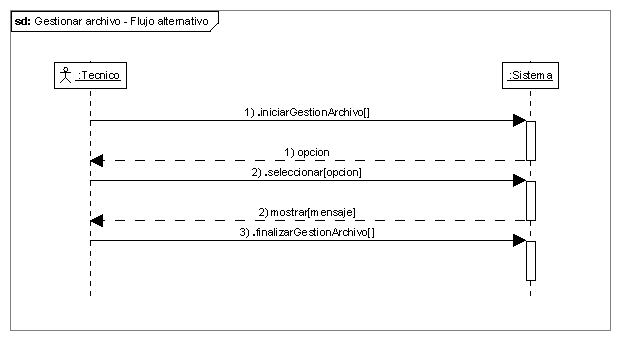 sd: Gestionar archivo - Flujo alternativo
:Tecnico
:Sistema
1) .iniciarGestionArchivo[]
1) opcion
2) .seleccionar[opcion]
2) mostrar[mensaje]
3) .finalizarGestionArchivo[]